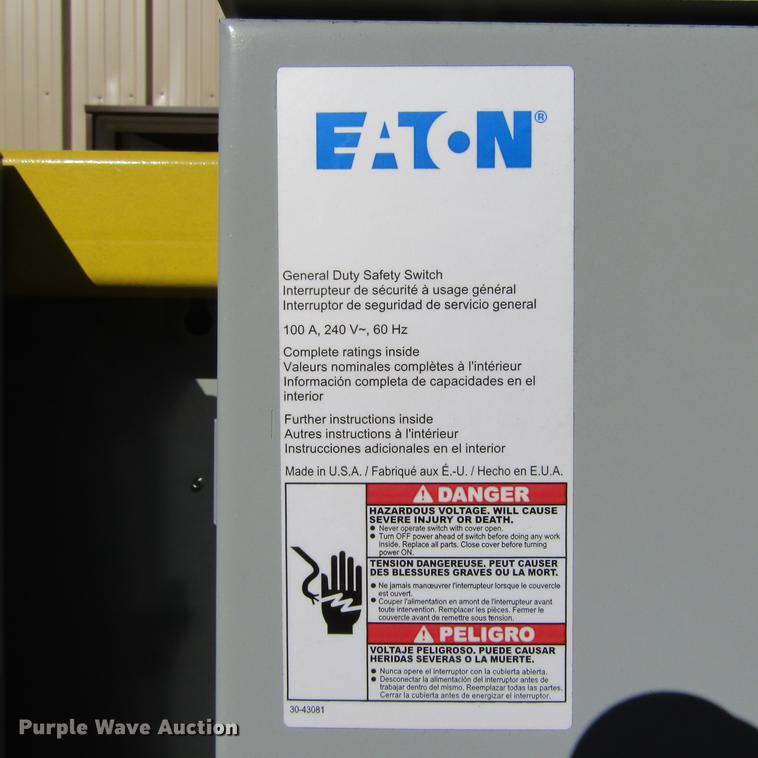 EATON®
General Duty Safety Switch
Interrupteur de sécurité à usage général
Interruptor de seguridad de servicio general
100 A, 240 V~, 60 Hz
Complete ratings inside
Valeurs nominales complètes à l'intérieur
Información completa de capacidades en el
interior
Further instructions inside
Autres instructions à l'intérieur
Instrucciones adicionales en el interior
Made in U.S.A. / Fabriqué aux É.-U. / Hecho en E.U.A.
DANGER
HAZARDOUS VOLTAGE. WILL CAUSE
SEVERE INJURY OR DEATH.
● Never operate switch with cover open.
● Turn OFF power ahead of switch before doing any work
inside. Replace all parts. Close cover before turning
power ON.
TENSION DANGEREUSE. PEUT CAUSER
DES BLESSURES GRAVES OU LA MORT.
● Ne jamais manœuvrer l'interrupteur lorsque le couvercle
est ouvert.
● Couper l'alimentation en amont de l'interrupteur avant
toute intervention. Remplacer les pièces. Fermer le
couvercle avant de remettre sous tension.
PELIGRO
VOLTAJE PELIGROSO. PUEDE CAUSAR
HERIDAS SEVERAS O LA MUERTE.
● Nunca opere el interruptor con la cubierta abierta.
● Desconectar la alimentación del interruptor antes de
trabajar dentro del mismo. Reemplazar todas las partes.
Cerrar la cubierta antes de energizar el interruptor.
30-43081
Purple Wave Auction